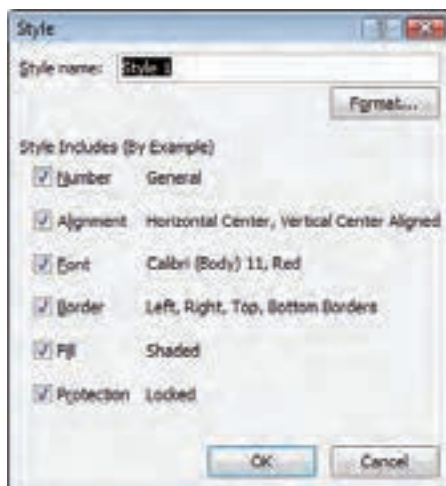 Style
Style name: Style 1
Format...
Style Includes (By Example)
Number General
Alignment Horizontal Center, Vertical Center Aligned
Font Calibri (Body) 11, Red
Border Left, Right, Top, Bottom Borders
Fill Shaded
Protection Locked
OK Cancel